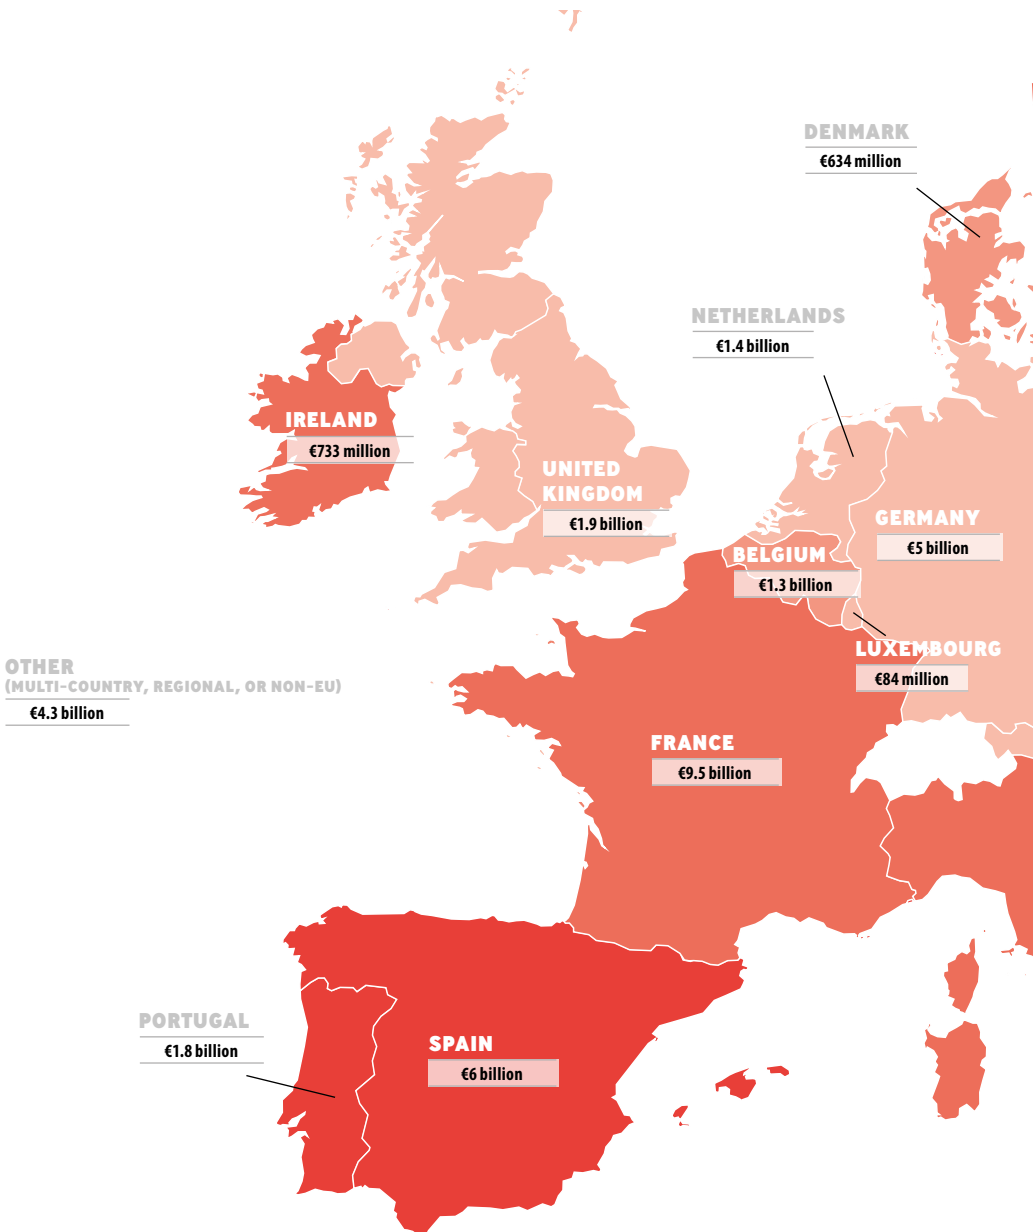 DENMARK
€634 million
NETHERLANDS
€1.4 billion
IRELAND
€733 million
UNITED
KINGDOM
€1.9 billion
GERMANY
€5 billion
BELGIUM
€1.3 billion
LUXEMBOURG
€84 million
OTHER
(MULTI-COUNTRY, REGIONAL, OR NON-EU)
€4.3 billion
FRANCE
€9.5 billion
PORTUGAL
€1.8 billion
SPAIN
€6 billion